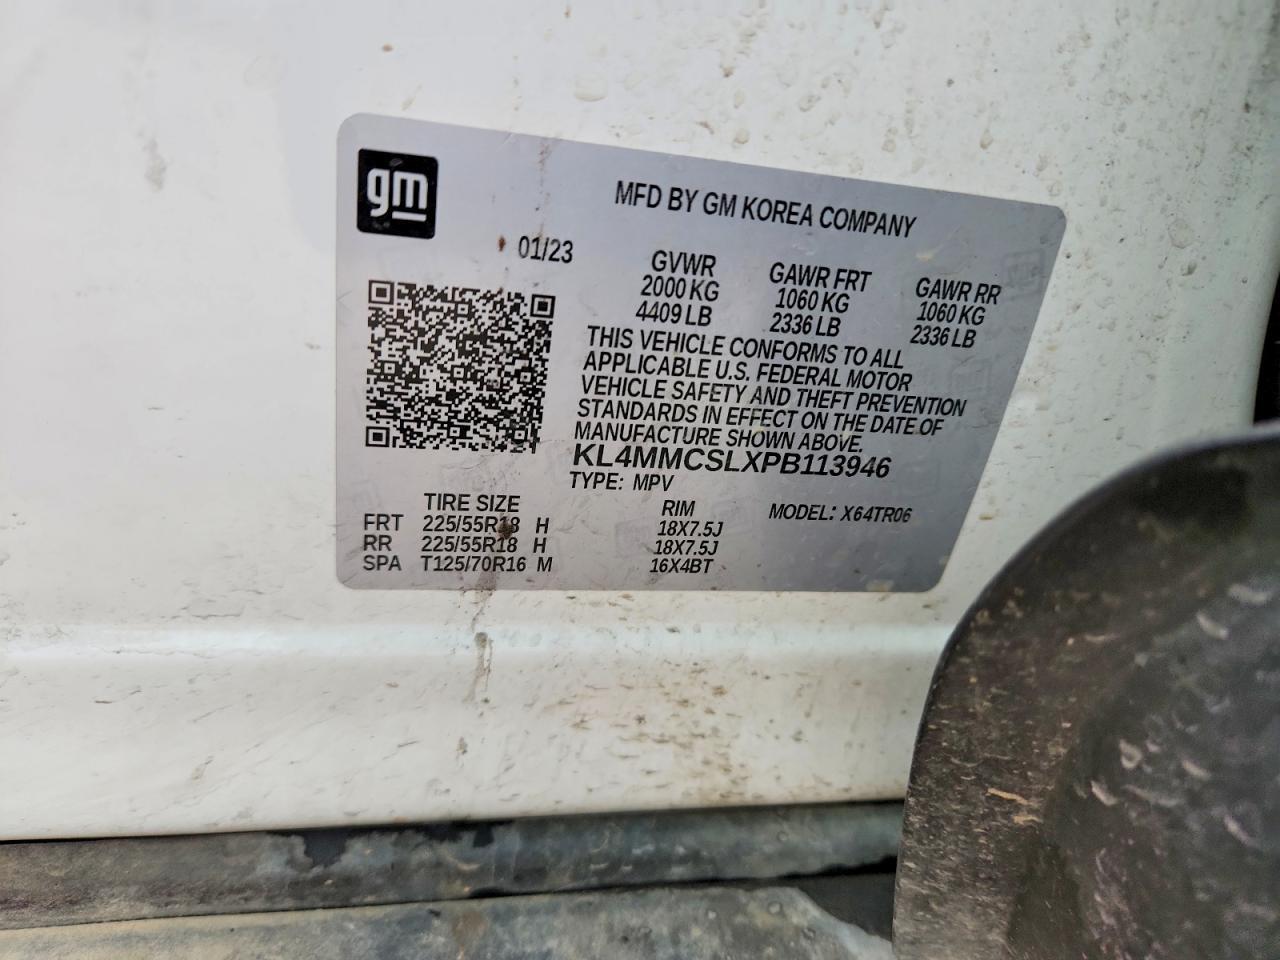 gm
MFD BY GM KOREA COMPANY
01/23
GVWR GAWR FRT GAWR RR
2000 KG 1060 KG 1060 KG
4409 LB 2336 LB 2336 LB
THIS VEHICLE CONFORMS TO ALL
APPLICABLE U.S. FEDERAL MOTOR
VEHICLE SAFETY AND THEFT PREVENTION
STANDARDS IN EFFECT ON THE DATE OF
MANUFACTURE SHOWN ABOVE.
KL4MMCSLXPB113946
TYPE: MPV
TIRE SIZE RIM MODEL: X64TR06
FRT 225/55R18 H 18X7.5J
RR 225/55R18 H 18X7.5J
SPA T125/70R16 M 16X4BT